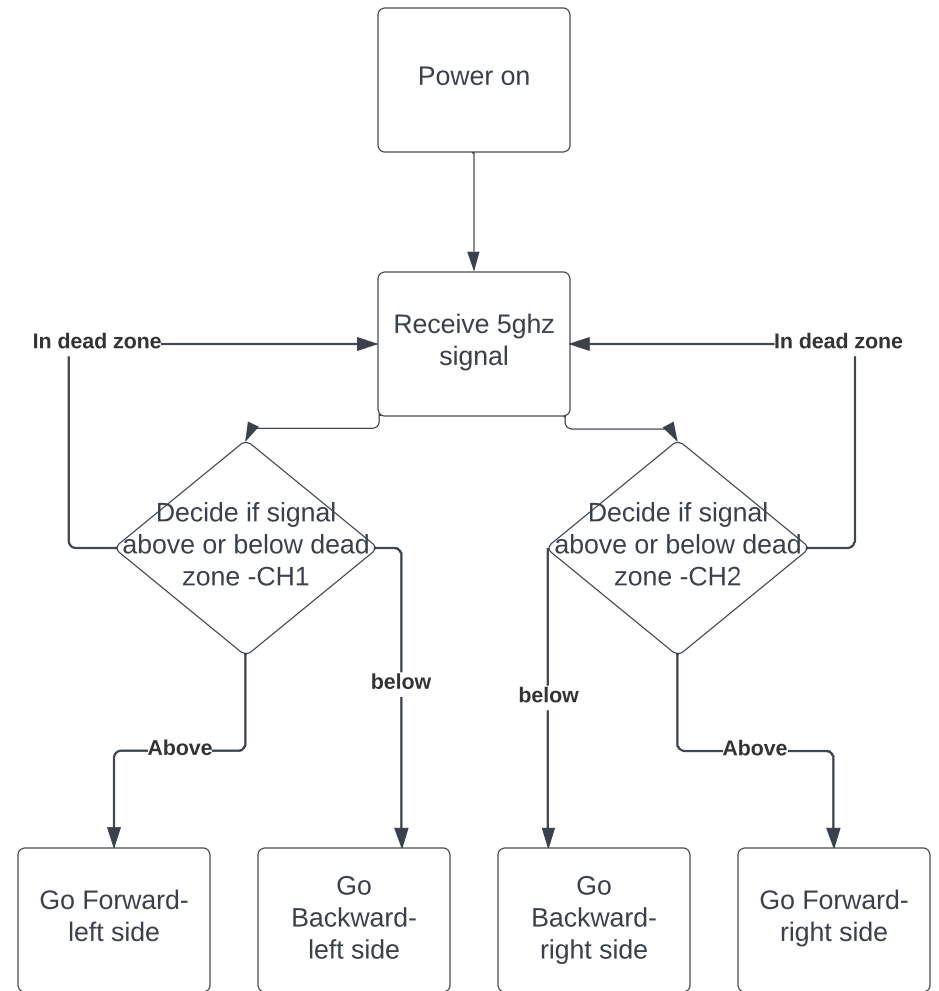 Power on
Receive 5ghz
signal
In dead zone
In dead zone
Decide if signal
above or below dead
zone -CH1
Decide if signal
above or below dead
zone -CH2
below
below
Above
Above
Go Forward-
left side
Go
Backward-
left side
Go
Backward-
right side
Go Forward-
right side